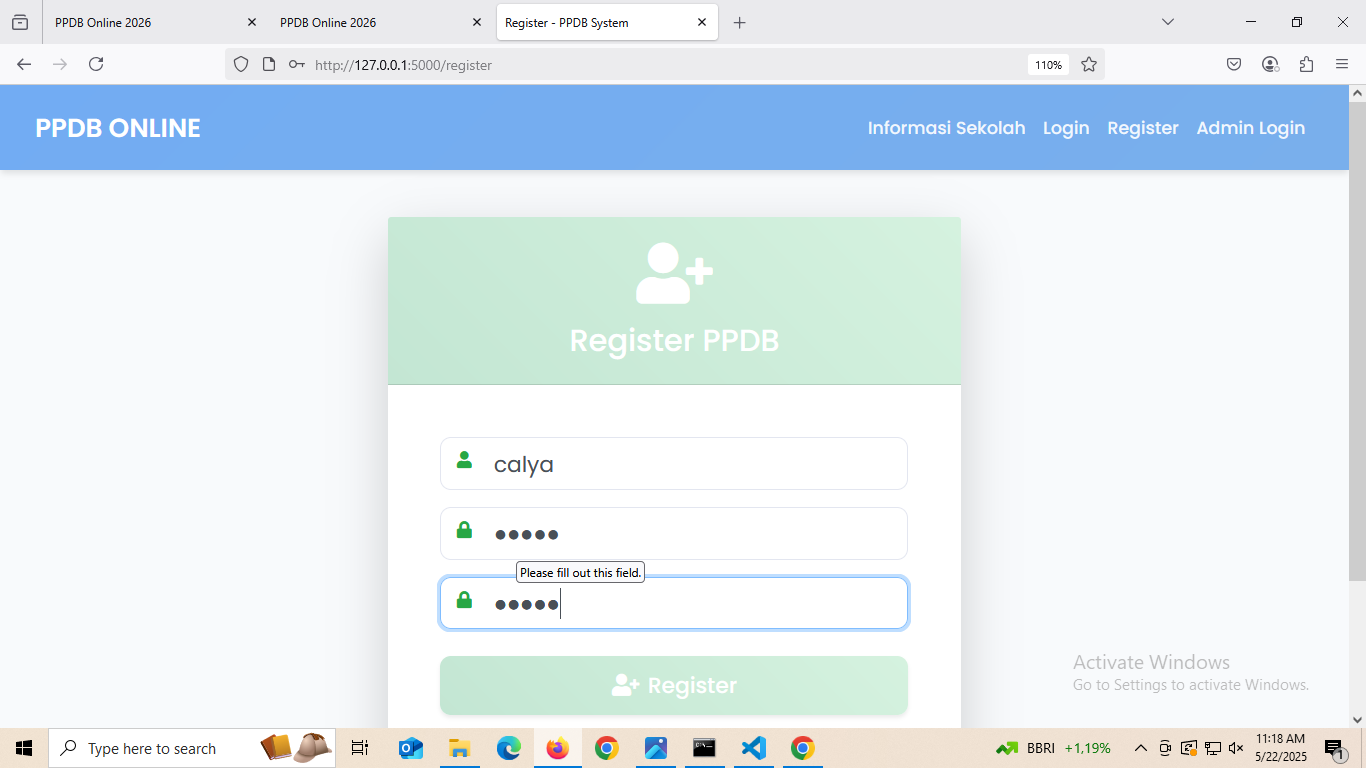 PPDB Online 2026
PPDB Online 2026
Register - PPDB System
http://127.0.0.1:5000/register
110%
PPDB ONLINE
Informasi Sekolah
Login
Register
Admin Login
Register PPDB
calya
●●●●●
Please fill out this field.
●●●●●
Register
Activate Windows
Go to Settings to activate Windows.
Type here to search
BBRI +1,19%
11:18 AM
5/22/2025
1